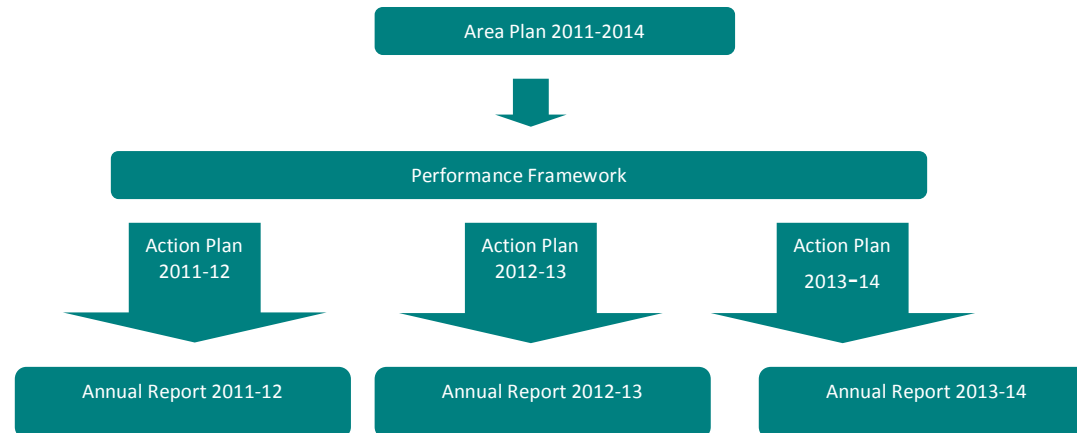 Area Plan 2011-2014
Performance Framework
Action Plan
2011-12
Action Plan
2012-13
Action Plan
2013-14
Annual Report 2011-12
Annual Report 2012-13
Annual Report 2013-14